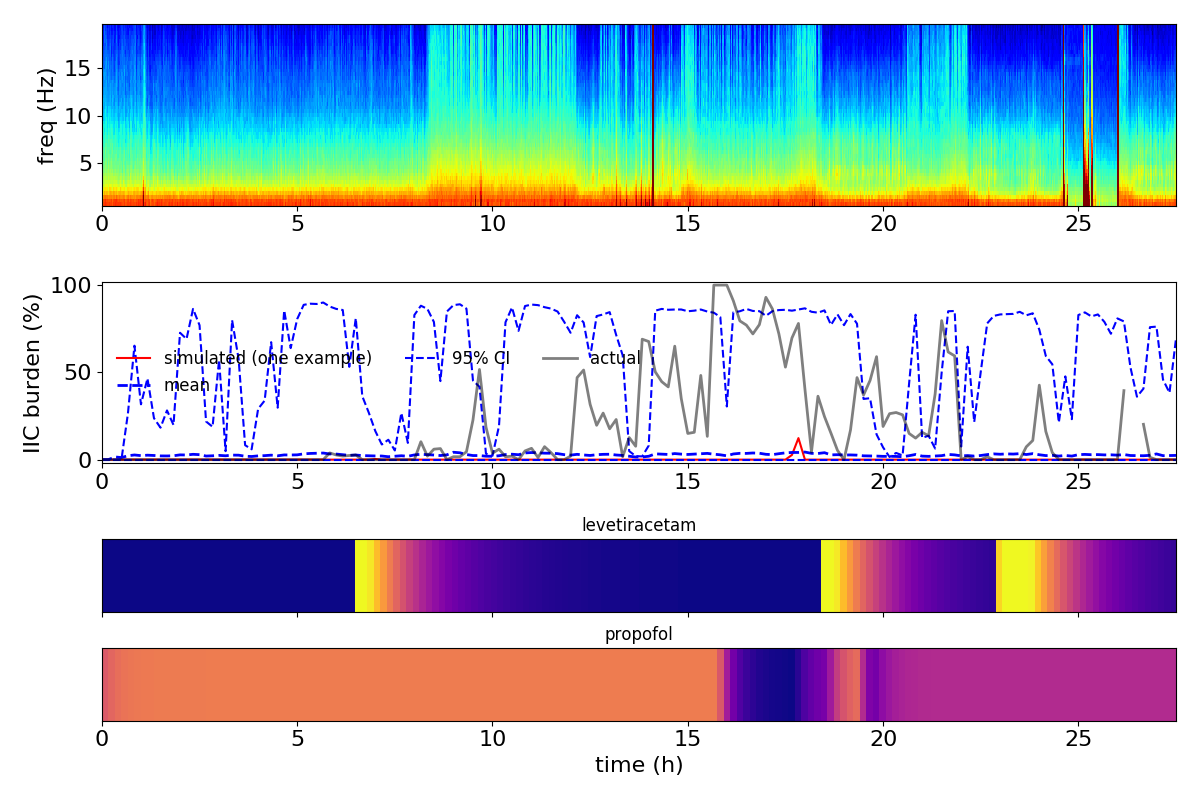 freq (Hz)
15
10
5
0 5 10 15 20 25
IIC burden (%)
100
50
0
simulated (one example) 95% CI actual
mean
0 5 10 15 20 25
levetiracetam
propofol
0 5 10 15 20 25
time (h)